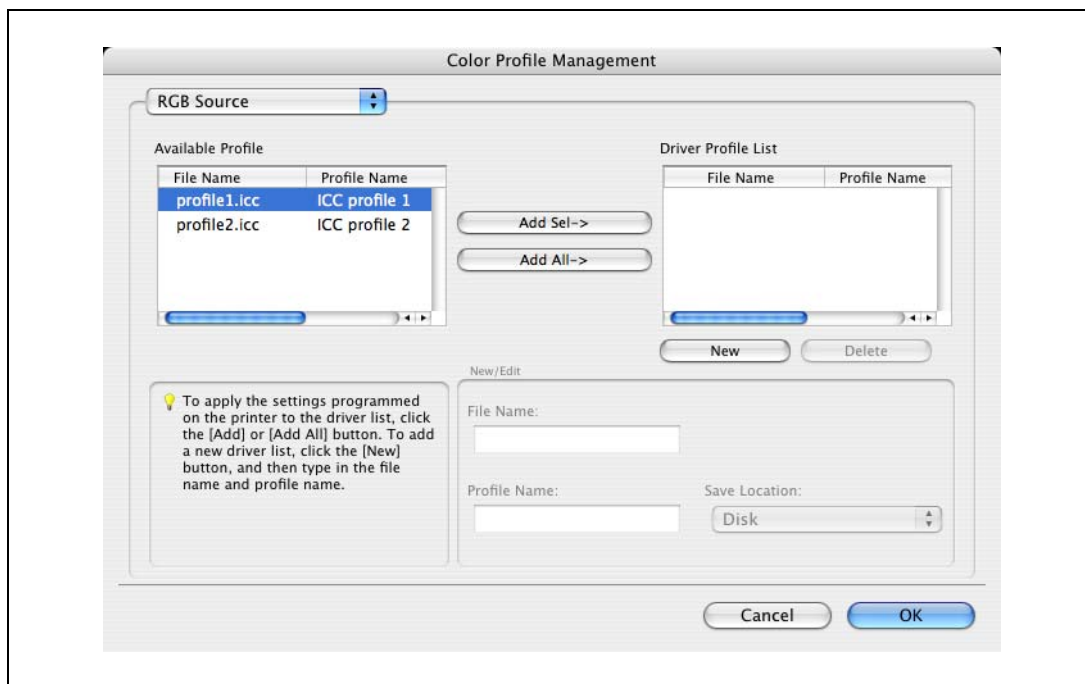 Color Profile Management
RGB Source
Available Profile
File Name Profile Name
profile1.icc ICC profile 1
profile2.icc ICC profile 2
Add Sel->
Add All->
Driver Profile List
File Name Profile Name
New Delete
To apply the settings programmed
on the printer to the driver list, click
the [Add] or [Add All] button. To add
a new driver list, click the [New]
button, and then type in the file
name and profile name.
New/Edit
File Name:
Profile Name:
Save Location:
Disk
Cancel OK